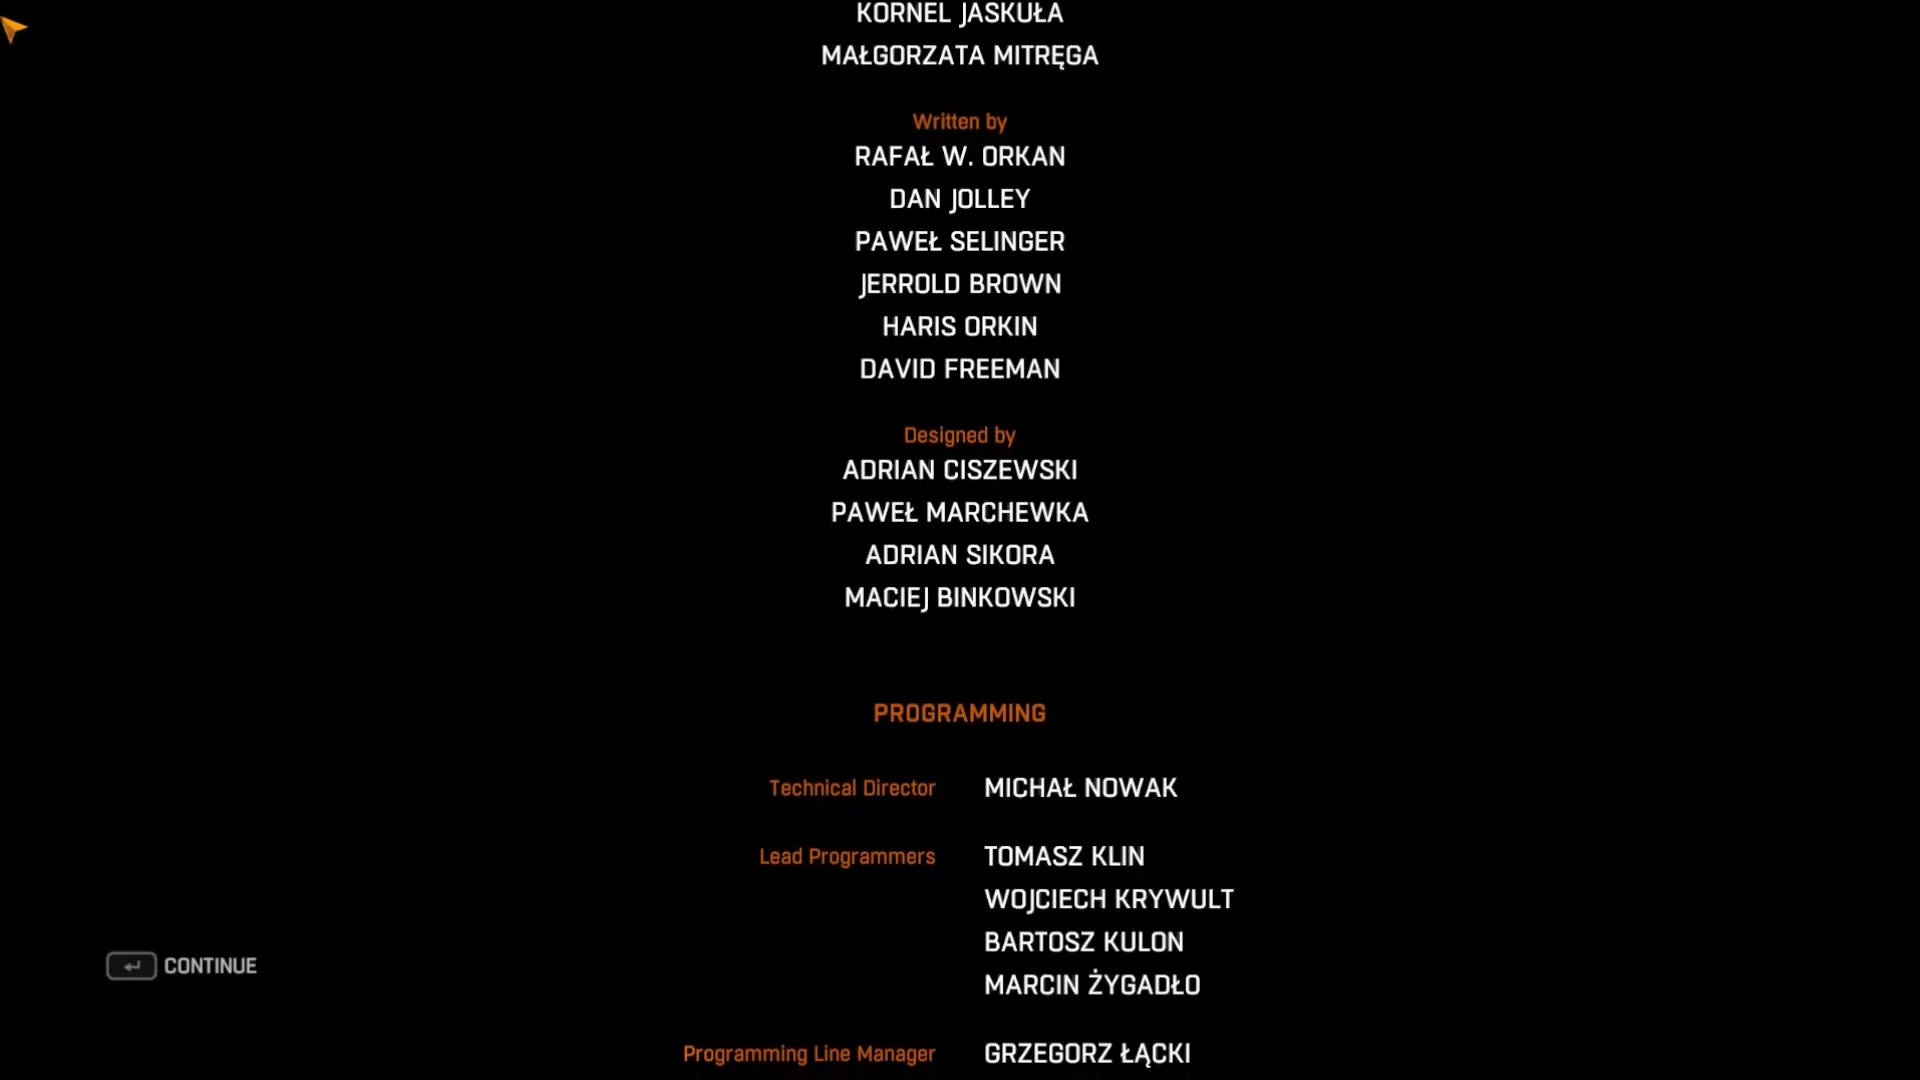 KORNEL JASKUŁA
MAŁGORZATA MITRĘGA
Written by
RAFAŁ W. ORKAN
DAN JOLLEY
PAWEŁ SELINGER
JERROLD BROWN
HARIS ORKIN
DAVID FREEMAN
Designed by
ADRIAN CISZEWSKI
PAWEŁ MARCHEWKA
ADRIAN SIKORA
MACIEJ BINKOWSKI
PROGRAMMING
Technical Director MICHAŁ NOWAK
Lead Programmers TOMASZ KLIN
WOJCIECH KRYWULT
BARTOSZ KULON
MARCIN ŻYGADŁO
Programming Line Manager GRZEGORZ ŁĄCKI
CONTINUE